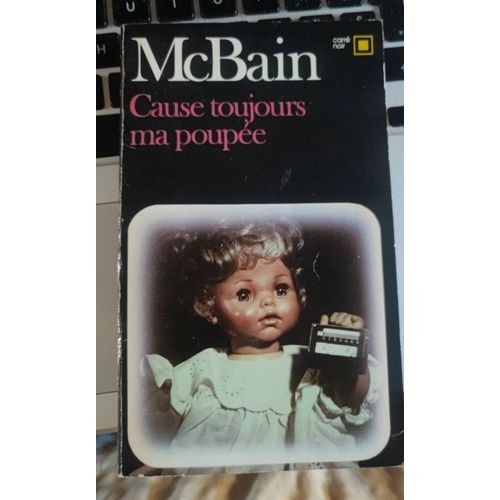 McBain
carré
noir
Cause toujours
ma poupée